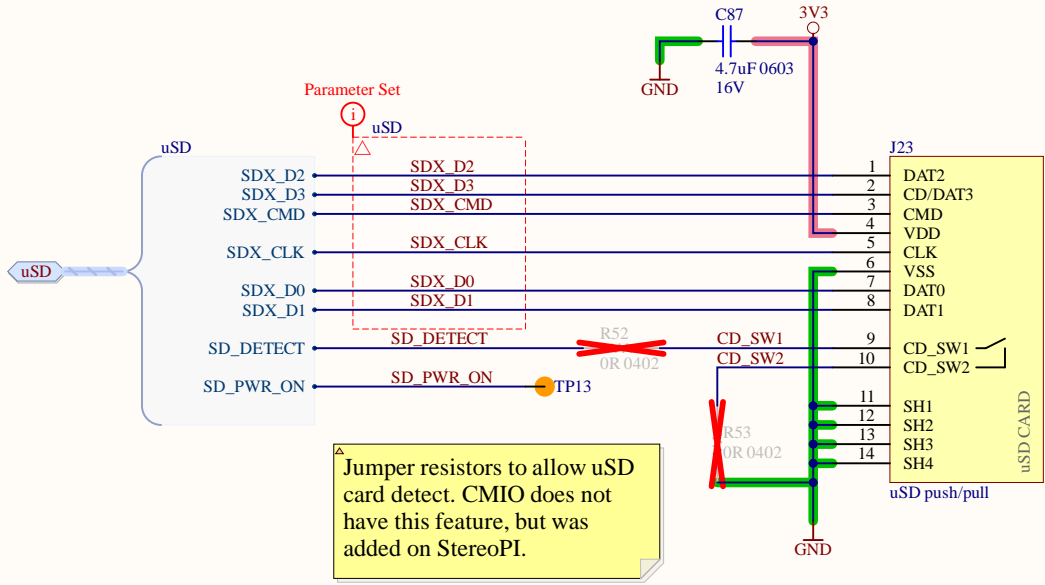 C87
3V3
4.7uF 0603
16V
GND
Parameter Set
i
uSD
uSD
J23
SDX_D2
SDX_D2
1
DAT2
SDX_D3
SDX_D3
2
CD/DAT3
SDX_CMD
SDX_CMD
3
CMD
4
VDD
SDX_CLK
SDX_CLK
5
CLK
uSD
6
VSS
SDX_D0
SDX_D0
7
DAT0
SDX_D1
SDX_D1
8
DAT1
R52
0R 0402
SD_DETECT
SD_DETECT
CD_SW1
9
CD_SW1
CD_SW2
10
CD_SW2
SD_PWR_ON
SD_PWR_ON
TP13
11
SH1
12
SH2
R53
0R 0402
13
SH3
14
SH4
uSD CARD
uSD push/pull
Jumper resistors to allow uSD
card detect. CMIO does not
have this feature, but was
added on StereoPI.
GND